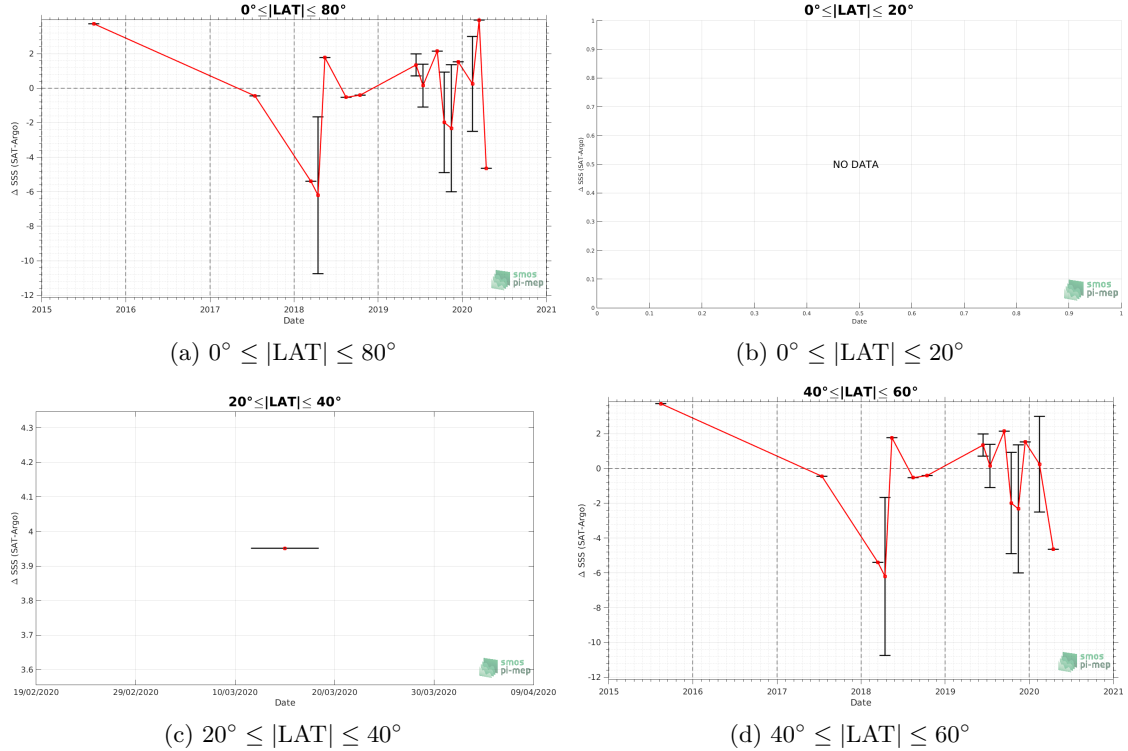 0°≤|LAT|≤ 80°
Δ SSS (SAT-Argo)
2
0
-2
-4
-6
-8
-10
-12
2015 2016 2017 2018 2019 2020 2021
Date
smos
pi-mep
(a) 0° ≤ |LAT| ≤ 80°
0°≤|LAT|≤ 20°
Δ SSS (SAT-Argo)
1
0.9
0.8
0.7
0.6
0.5
0.4
0.3
0.2
0.1
0
NO DATA
0 0.1 0.2 0.3 0.4 0.5 0.6 0.7 0.8 0.9 1
Date
smos
pi-mep
(b) 0° ≤ |LAT| ≤ 20°
20°≤|LAT|≤ 40°
Δ SSS (SAT-Argo)
4.3
4.2
4.1
4
3.9
3.8
3.7
3.6
19/02/2020 29/02/2020 10/03/2020 20/03/2020 30/03/2020 09/04/2020
Date
smos
pi-mep
(c) 20° ≤ |LAT| ≤ 40°
40°≤|LAT|≤ 60°
Δ SSS (SAT-Argo)
2
0
-2
-4
-6
-8
-10
-12
2015 2016 2017 2018 2019 2020 2021
Date
smos
pi-mep
(d) 40° ≤ |LAT| ≤ 60°